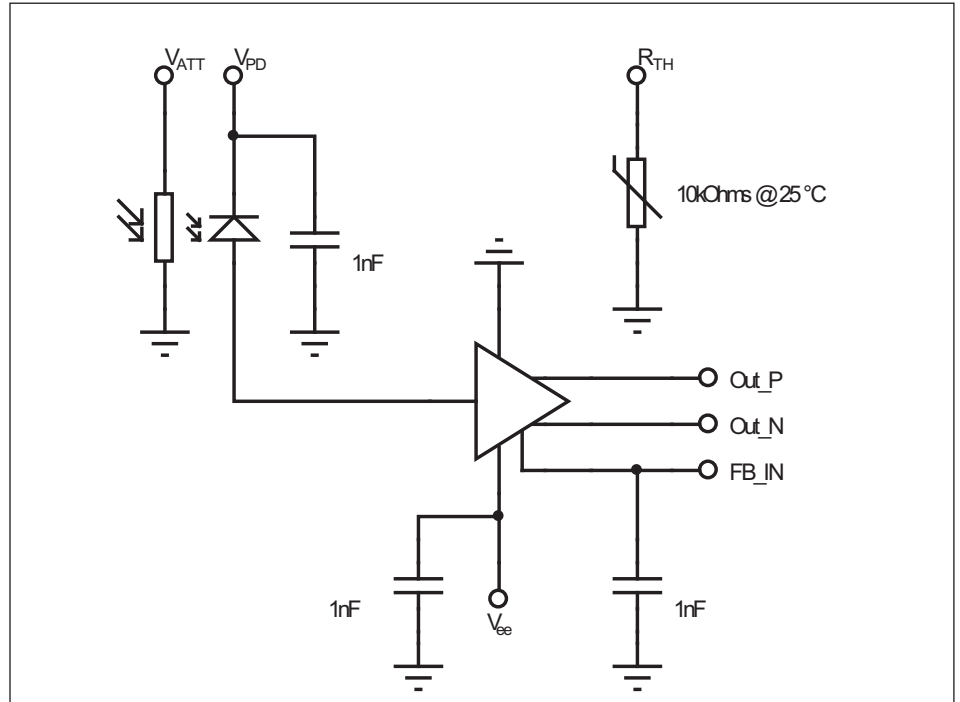 VATT VPD RTH
10kOhms @ 25 °C
1nF
Out_P
Out_N
FB_IN
1nF
Vee
1nF